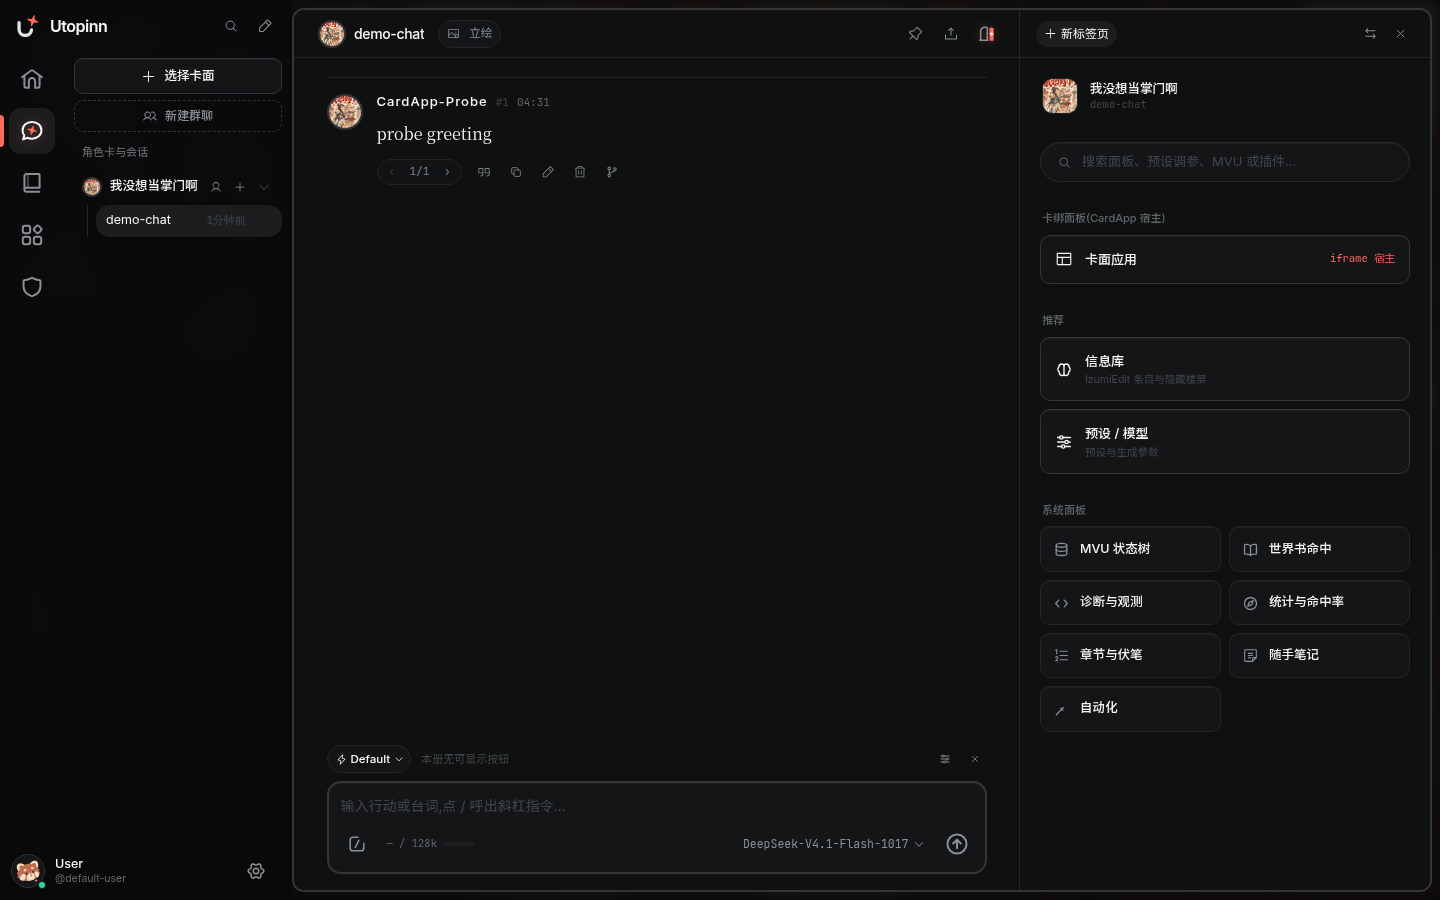 Utopinn
选择卡面
新建群聊
角色卡与会话
我没想当掌门啊
demo-chat
1分钟前
User
@default-user
demo-chat
立绘
CardApp-Probe #1 04:31
probe greeting
1/1
Default
本册无可显示按钮
输入行动或台词,点 / 呼出斜杠指令...
— / 128k
DeepSeek-V4.1-Flash-1017
新标签页
我没想当掌门啊
demo-chat
搜索面板、预设调参、MVU 或插件...
卡绑面板(CardApp 宿主)
卡面应用
iframe 宿主
推荐
信息库
IzumiEdit 条目与隐藏楼层
预设 / 模型
预设与生成参数
系统面板
MVU 状态树
世界书命中
诊断与观测
统计与命中率
章节与伏笔
随手笔记
自动化